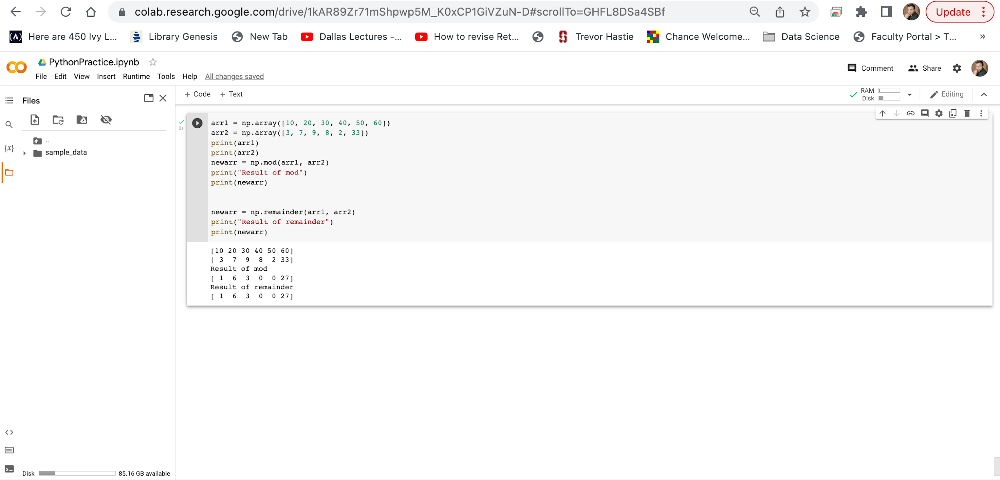 colab.research.google.com/drive/1kAR89Zr71mShpwp5M_K0xCP1GiVZuN-D#scrollTo=GHFL8DSa4SBf
Update
Here are 450 Ivy L... Library Genesis New Tab Dallas Lectures -... How to revise Ret... Trevor Hastie Chance Welcome... Data Science Faculty Portal > T... »
PythonPractice.ipynb
Comment Share
File Edit View Insert Runtime Tools Help All changes saved
Files
+ Code + Text
RAM
Disk
Editing
..
sample_data
{x}
0s
arr1 = np.array([10, 20, 30, 40, 50, 60])
arr2 = np.array([3, 7, 9, 8, 2, 33])
print(arr1)
print(arr2)
newarr = np.mod(arr1, arr2)
print("Result of mod")
print(newarr)
newarr = np.remainder(arr1, arr2)
print("Result of remainder")
print(newarr)
[10 20 30 40 50 60]
[ 3  7  9  8  2 33]
Result of mod
[ 1  6  3  0  0 27]
Result of remainder
[ 1  6  3  0  0 27]
Disk 85.16 GB available